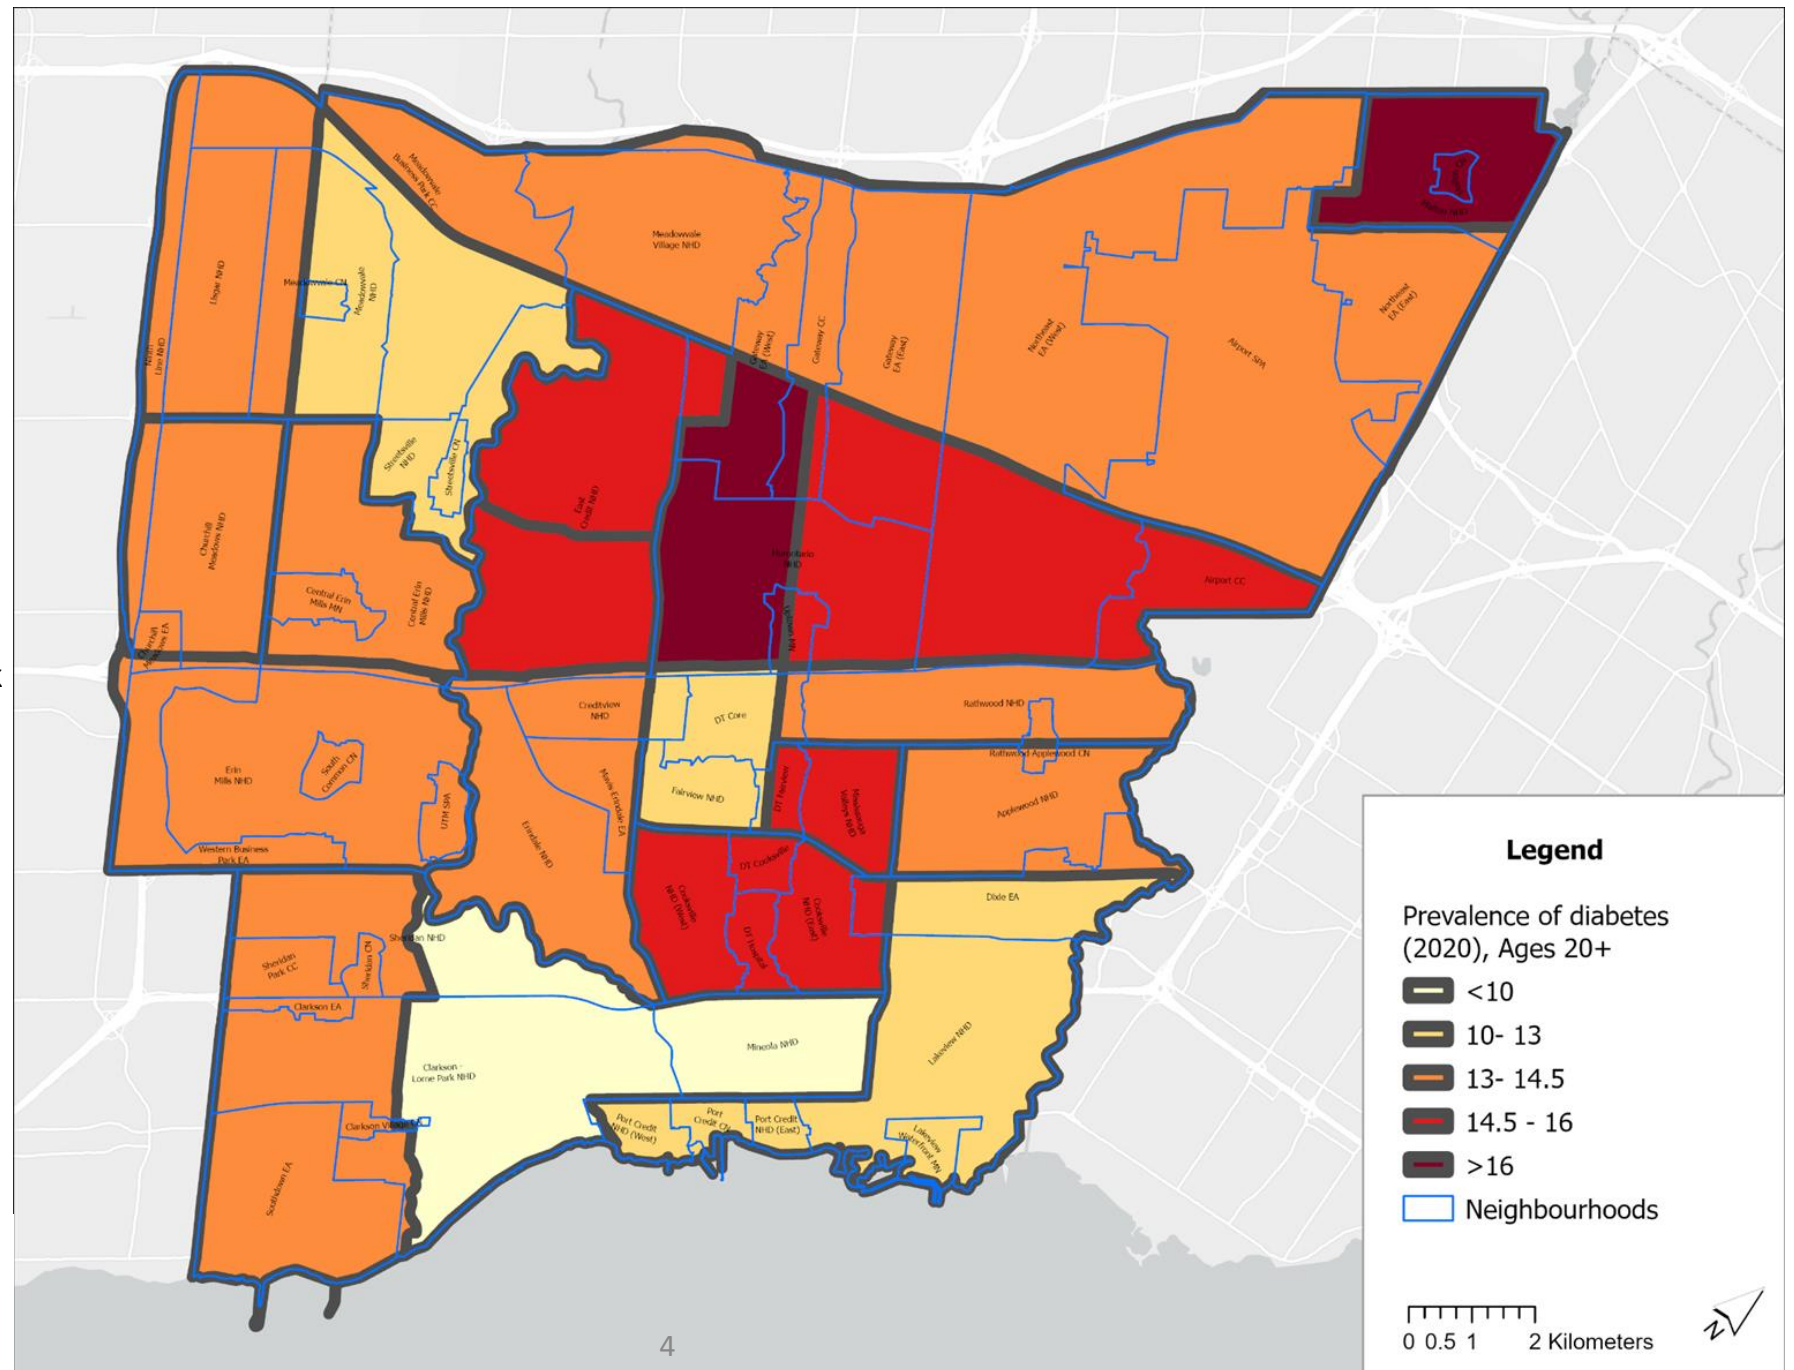 Meadowvale
Business Park CC
Meadowvale
Village NHD
Malton NHD
Lisgar NHD
Meadowvale CN
Meadowvale
NHD
Ninth
Line NHD
Gateway
EA (West)
Gateway CC
Gateway
EA (East)
Northeast
EA (West)
Airport SPA
Northeast
EA (East)
Streetsville
NHD
Streetsville CN
East
Credit NHD
Churchill
Meadows NHD
Hurontario
NHD
Airport CC
Central Erin
Mills MN
Central Erin
Mills NHD
Churchill
Meadows EA
Uptown
Creditview
NHD
DT Core
Rathwood NHD
Rathwood-Applewood CN
Erin
Mills NHD
South
Common CN
UTM SPA
Mavis-Erindale EA
Fairview NHD
DT Fairview
Mississauga
Valleys NHD
Applewood NHD
Western Business
Park EA
Erindale NHD
DT Cooksville
Cooksville
NHD (West)
Cooksville
NHD (East)
DT Hospital
Dixie EA
Sheridan NHD
Sheridan
Park CC
Sheridan CN
Clarkson EA
Clarkson -
Lorne Park NHD
Mineola NHD
Lakeview NHD
Clarkson Village
Port Credit
NHD (West)
Port
Credit CN
Port Credit
NHD (East)
Lakeview
Waterfront MN
Southdown EA
Legend
Prevalence of diabetes
(2020), Ages 20+
<10
10- 13
13- 14.5
14.5 - 16
>16
Neighbourhoods
0 0.5 1 2 Kilometers
N
4